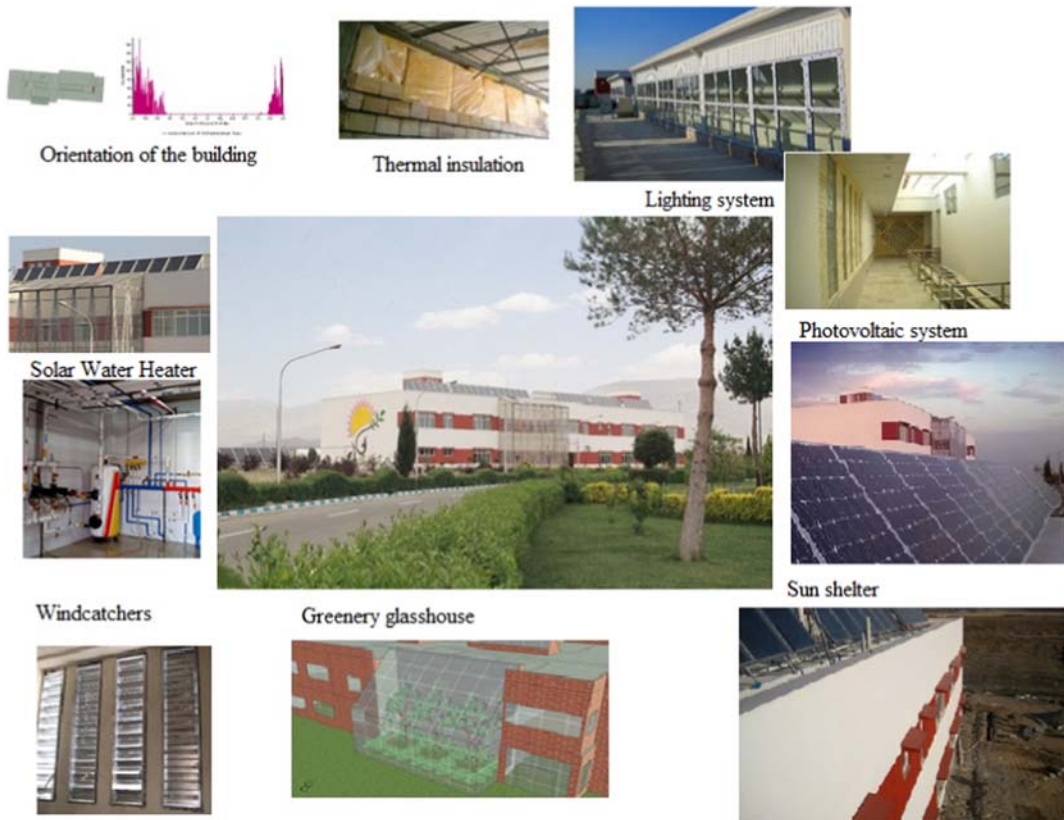 Orientation of the building
Thermal insulation
Lighting system
Solar Water Heater
Photovoltaic system
Windcatchers
Greenery glasshouse
Sun shelter